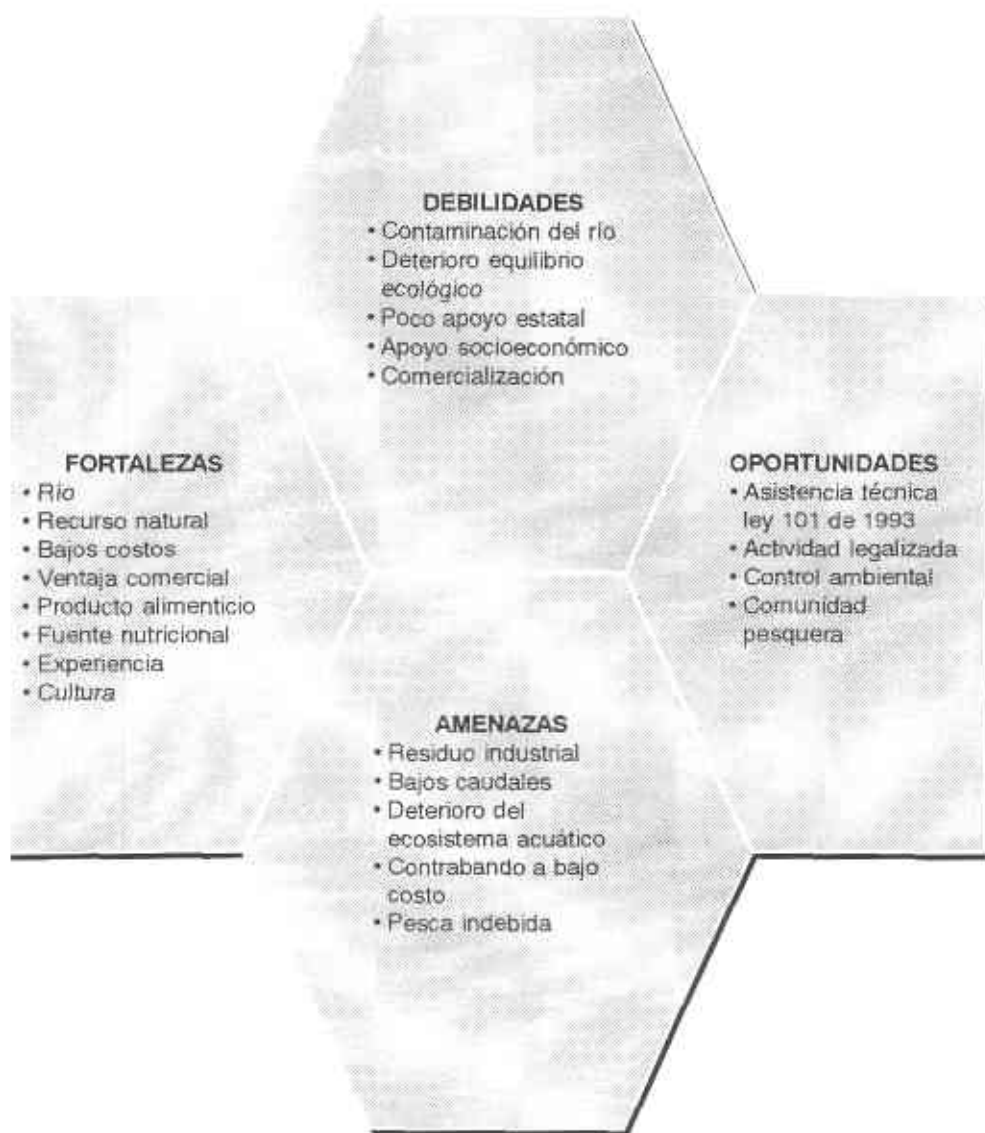 DEBILIDADES
• Contaminación del río
• Deterioro equilibrio
ecológico
• Poco apoyo estatal
• Apoyo socioeconómico
• Comercialización
FORTALEZAS
• Río
• Recurso natural
• Bajos costos
• Ventaja comercial
• Producto alimenticio
• Fuente nutricional
• Experiencia
• Cultura
OPORTUNIDADES
• Asistencia técnica
ley 101 de 1993
• Actividad legalizada
• Control ambiental
• Comunidad
pesquera
AMENAZAS
• Residuo industrial
• Bajos caudales
• Deterioro del
ecosistema acuático
• Contrabando a bajo
costo
• Pesca indebida